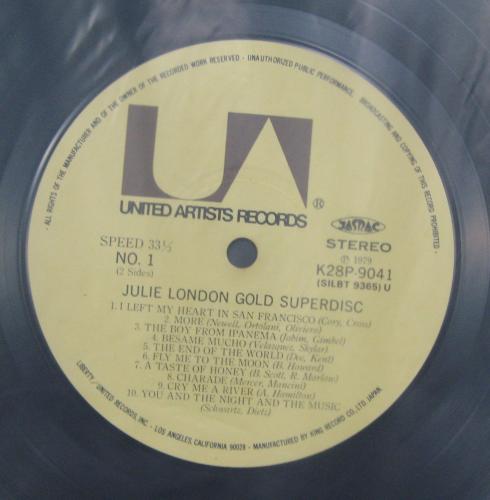 · ALL RIGHTS OF THE MANUFACTURER AND OF THE OWNER OF THE RECORDED WORK RESERVED · UNAUTHORIZED PUBLIC PERFORMANCE, BROADCASTING AND COPYING OF THIS RECORD PROHIBITED ·
UA
UNITED ARTISTS RECORDS ®
JASRAC
SPEED 33⅓
STEREO
NO. 1
℗ 1979
(2 Sides)
K28P-9041
(SILBT 9365) U
JULIE LONDON GOLD SUPERDISC
1. I LEFT MY HEART IN SAN FRANCISCO (Cory, Cross)
2. MORE (Newell, Ortolani, Oliviero)
3. THE BOY FROM IPANEMA (Jobim, Gimbel)
4. BESAME MUCHO (Velazquez, Skylar)
5. THE END OF THE WORLD (Dee, Kent)
6. FLY ME TO THE MOON (B. Howard)
7. A TASTE OF HONEY (B. Scott, R. Marlow)
8. CHARADE (Mercer, Mancini)
9. CRY ME A RIVER (A. Hamilton)
10. YOU AND THE NIGHT AND THE MUSIC
(Schwartz, Dietz)
LIBERTY / UNITED RECORDS, INC. · LOS ANGELES, CALIFORNIA 90028 · MANUFACTURED BY KING RECORD CO., LTD. JAPAN